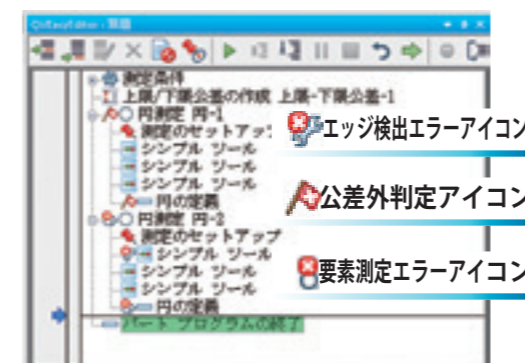 QVEasyEditor : 無題
測定条件
上限/下限公差の作成 上限-下限公差-1
円測定 円-1
測定のセットアップ
シンプル ツール
シンプル ツール
シンプル ツール
円の定義
円測定 円-2
測定のセットアップ
シンプル ツール
シンプル ツール
シンプル ツール
円の定義
パート プログラムの終了
エッジ検出エラーアイコン
公差外判定アイコン
要素測定エラーアイコン